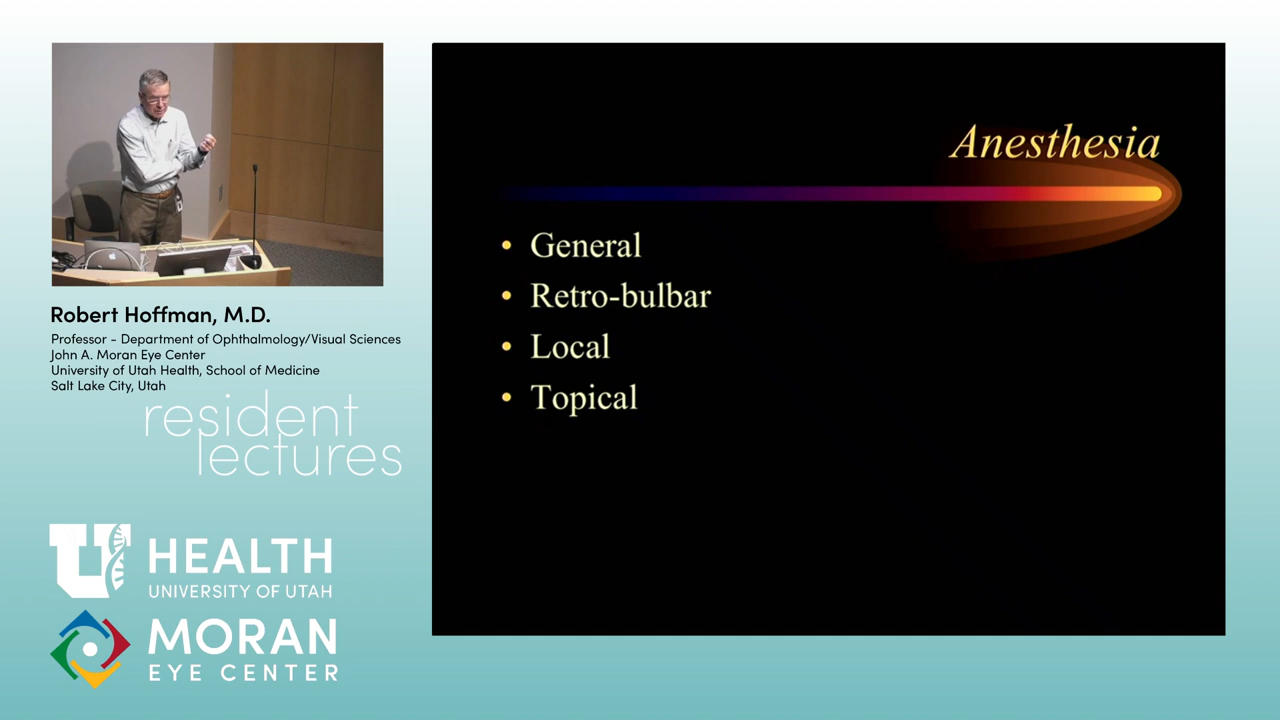 Robert Hoffman, M.D.
Professor - Department of Ophthalmology/Visual Sciences
John A. Moran Eye Center
University of Utah Health, School of Medicine
Salt Lake City, Utah
resident
lectures
U HEALTH
UNIVERSITY OF UTAH
MORAN
EYE CENTER
Anesthesia
• General
• Retro-bulbar
• Local
• Topical